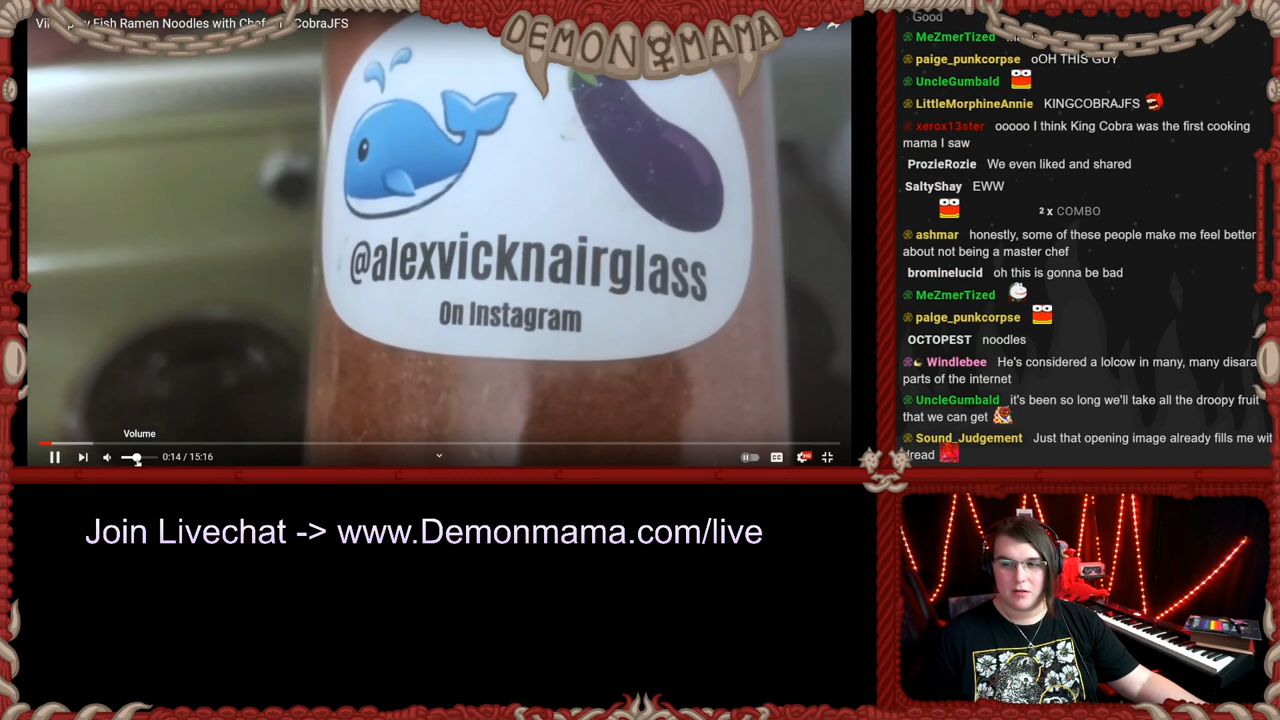 Fish Ramen Noodles with Chef
CobraJFS
DEMON MAMA
@alexvicknairglass
On Instagram
Volume
0:14 / 15:16
CC
HD
Join Livechat -> www.Demonmama.com/live
Good
MeZmerTized
paige_punkcorpse oOH THIS GUY
UncleGumbald
LittleMorphineAnnie KINGCOBRAJFS
xerox13ster ooooo I think King Cobra was the first cooking
mama I saw
ProzieRozie We even liked and shared
SaltyShay EWW
2 x COMBO
ashmar honestly, some of these people make me feel better
about not being a master chef
brominelucid oh this is gonna be bad
MeZmerTized
paige_punkcorpse
OCTOPEST noodles
Windlebee He's considered a lolcow in many, many disara
parts of the internet
UncleGumbald it's been so long we'll take all the droopy fruit
that we can get
Sound_Judgement Just that opening image already fills me wit
dread